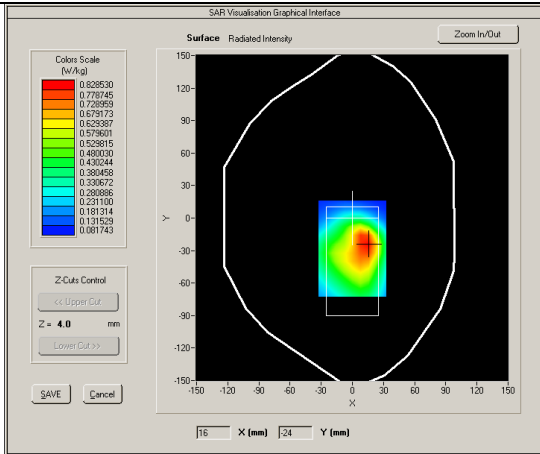 SAR Visualisation Graphical Interface
Surface Radiated Intensity
Zoom In/Out
Colors Scale
(W/kg)
0.828530
0.778745
0.728959
0.679173
0.629387
0.579601
0.529815
0.480030
0.430244
0.380458
0.330672
0.280886
0.231100
0.181314
0.131529
0.081743
Z-Cuts Control
<< Upper Cut
Z = 4.0 mm
Lower Cut >>
SAVE
Cancel
150
120
90
60
30
0
-30
-60
-90
-120
-150
Y
-150 -120 -90 -60 -30 0 30 60 90 120 150
X
16 X (mm) -24 Y (mm)